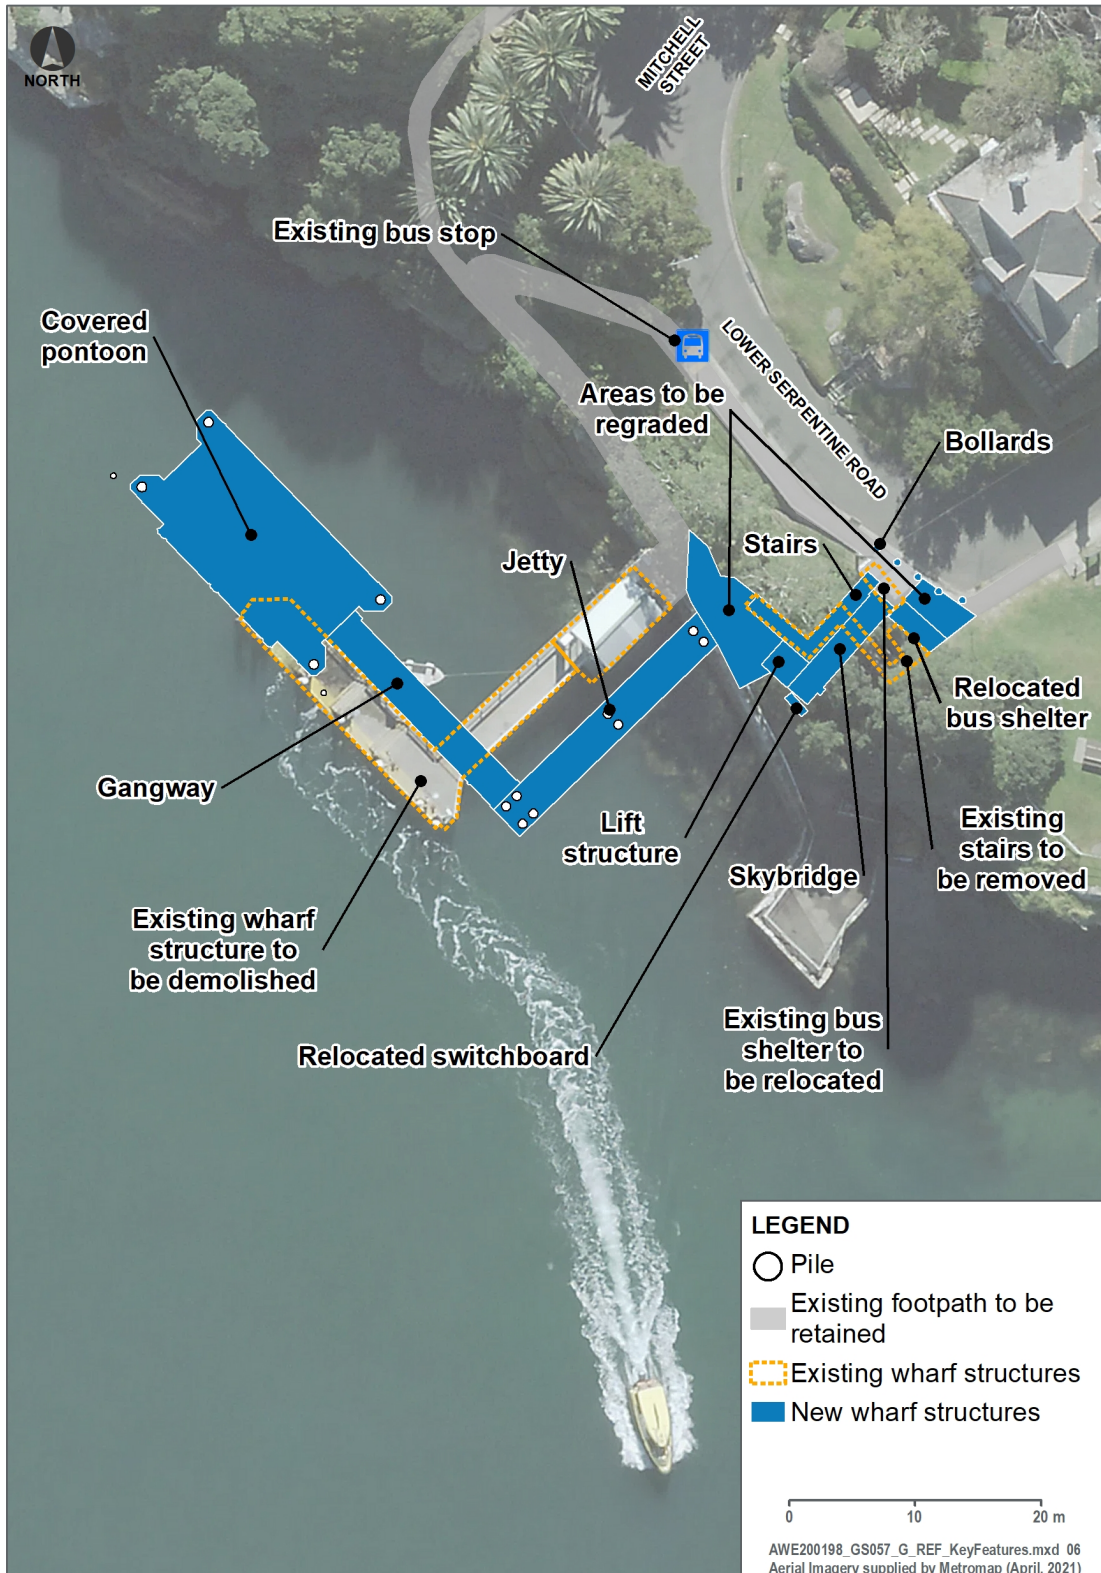 NORTH
MITCHELL
STREET
Existing bus stop
Covered
pontoon
LOWER SERPENTINE ROAD
Areas to be
regraded
Bollards
Stairs
Jetty
Relocated
bus shelter
Gangway
Lift
structure
Skybridge
Existing
stairs to
be removed
Existing wharf
structure to
be demolished
Existing bus
shelter to
be relocated
Relocated switchboard
LEGEND
Pile
Existing footpath to be
retained
Existing wharf structures
New wharf structures
0 10 20 m
AWE200198_GS057_G_REF_KeyFeatures.mxd 06
Aerial Imagery supplied by Metromap (April, 2021)